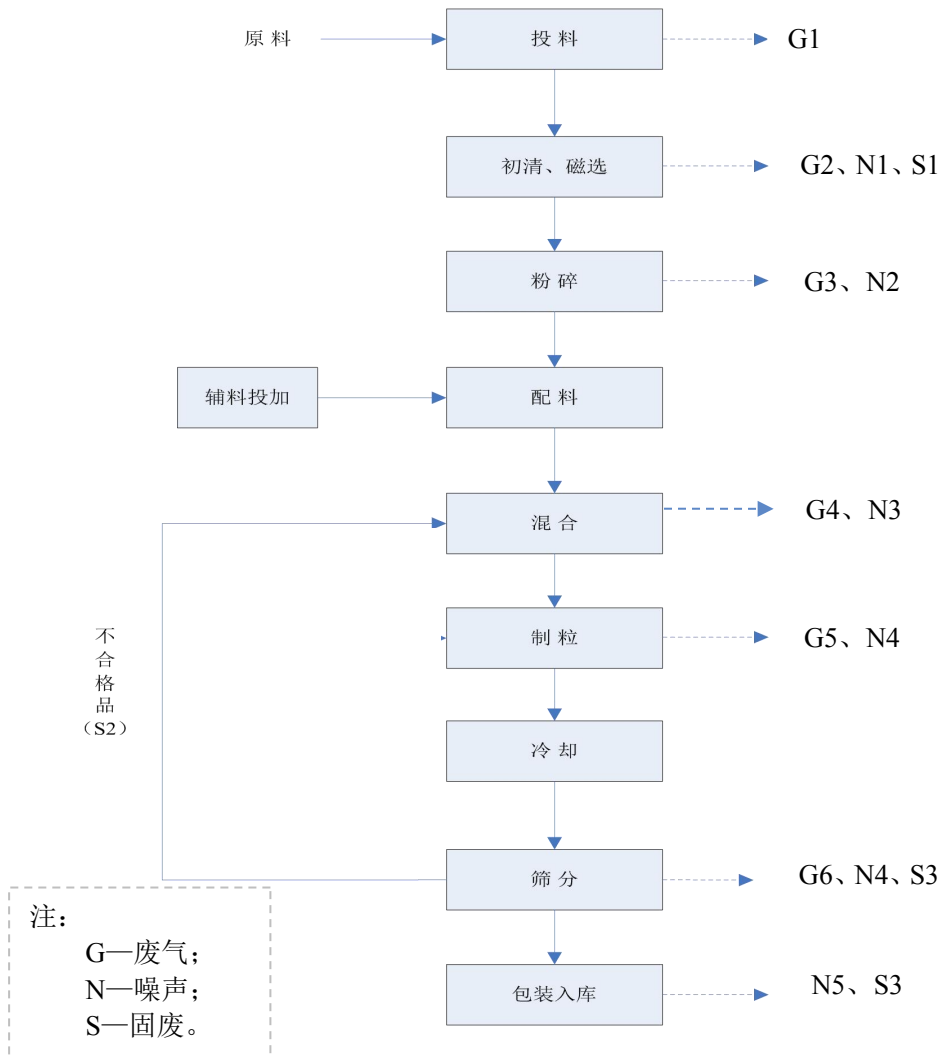 原 料
投 料
G1
初清、磁选
G2、N1、S1
粉 碎
G3、N2
辅料投加
配 料
混 合
G4、N3
不
合
格
品
（S2）
制 粒
G5、N4
冷 却
筛 分
G6、N4、S3
包装入库
N5、S3
注：
G—废气；
N—噪声；
S—固废。